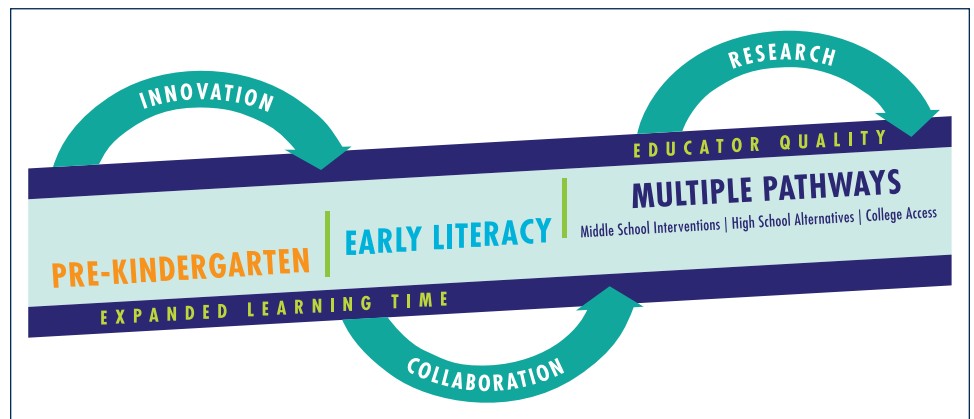 INNOVATION
RESEARCH
EDUCATOR QUALITY
PRE-KINDERGARTEN
EARLY LITERACY
MULTIPLE PATHWAYS
Middle School Interventions | High School Alternatives | College Access
EXPANDED LEARNING TIME
COLLABORATION